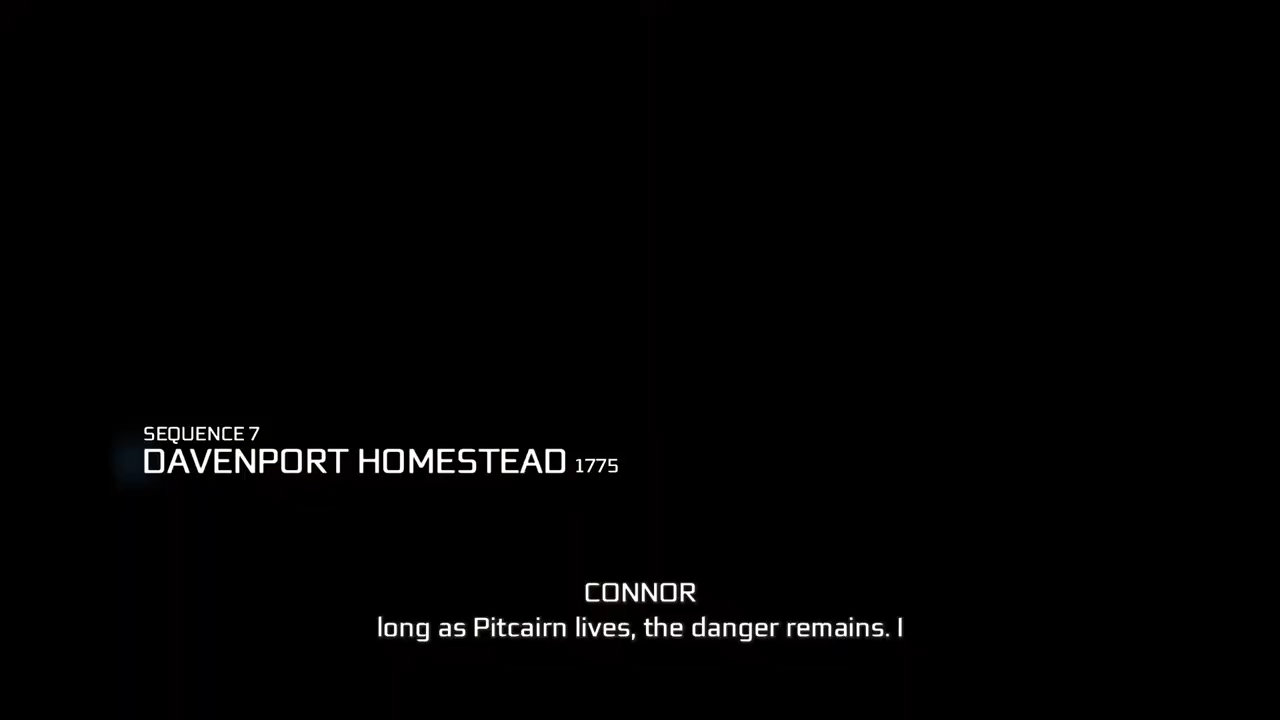 SEQUENCE 7
DAVENPORT HOMESTEAD 1775
CONNOR
long as Pitcairn lives, the danger remains. I